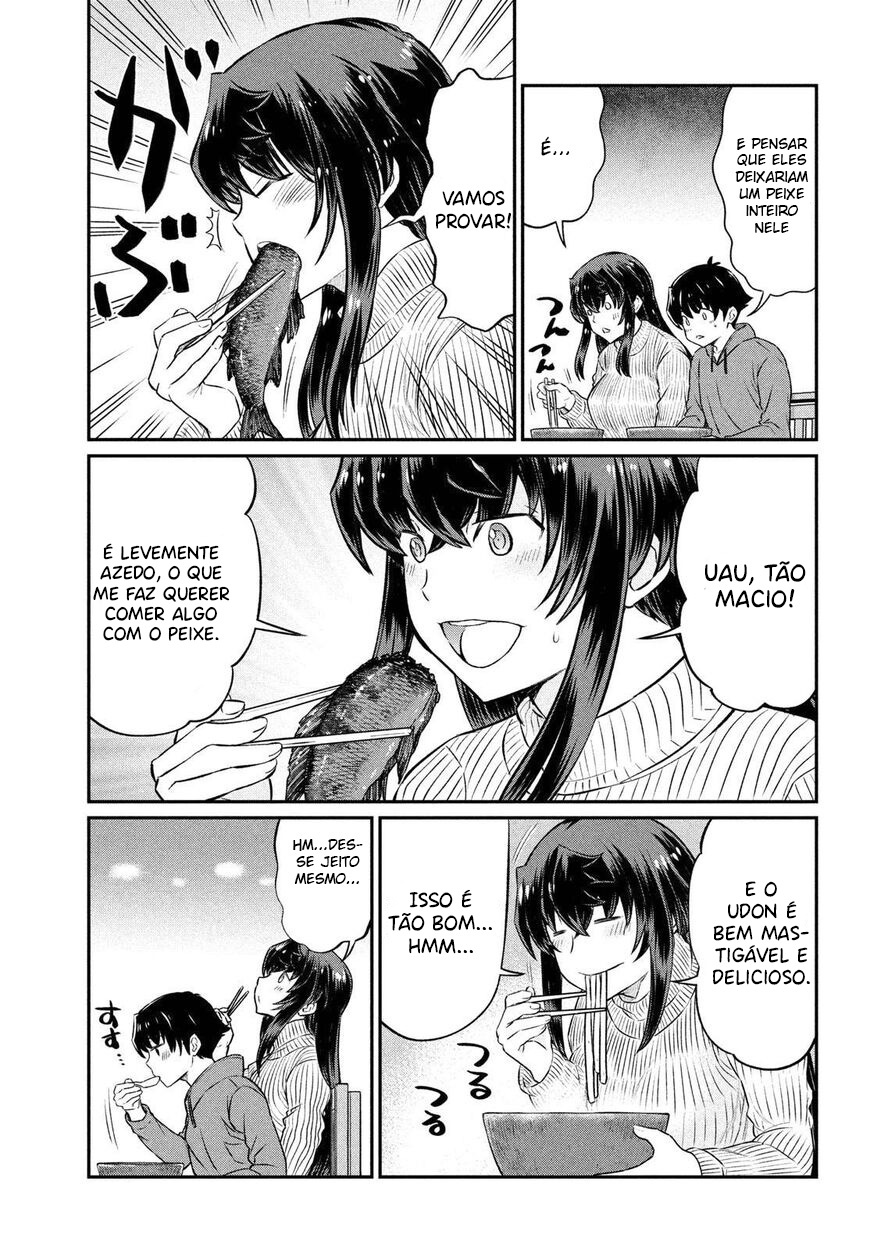 E PENSAR
QUE ELES
DEIXARIAM
UM PEIXE
INTEIRO
NELE
É...
つんつん
VAMOS
PROVAR!
がぶ
UAU, TÃO
MACIO!
É LEVEMENTE
AZEDO, O QUE
ME FAZ QUERER
COMER ALGO
COM O PEIXE.
E O
UDON É
BEM MAS-
TIGÁVEL E
DELICIOSO.
ISSO É
TÃO BOM...
HMM...
つる
つる
HM...DES-
SE JEITO
MESMO...
すす...